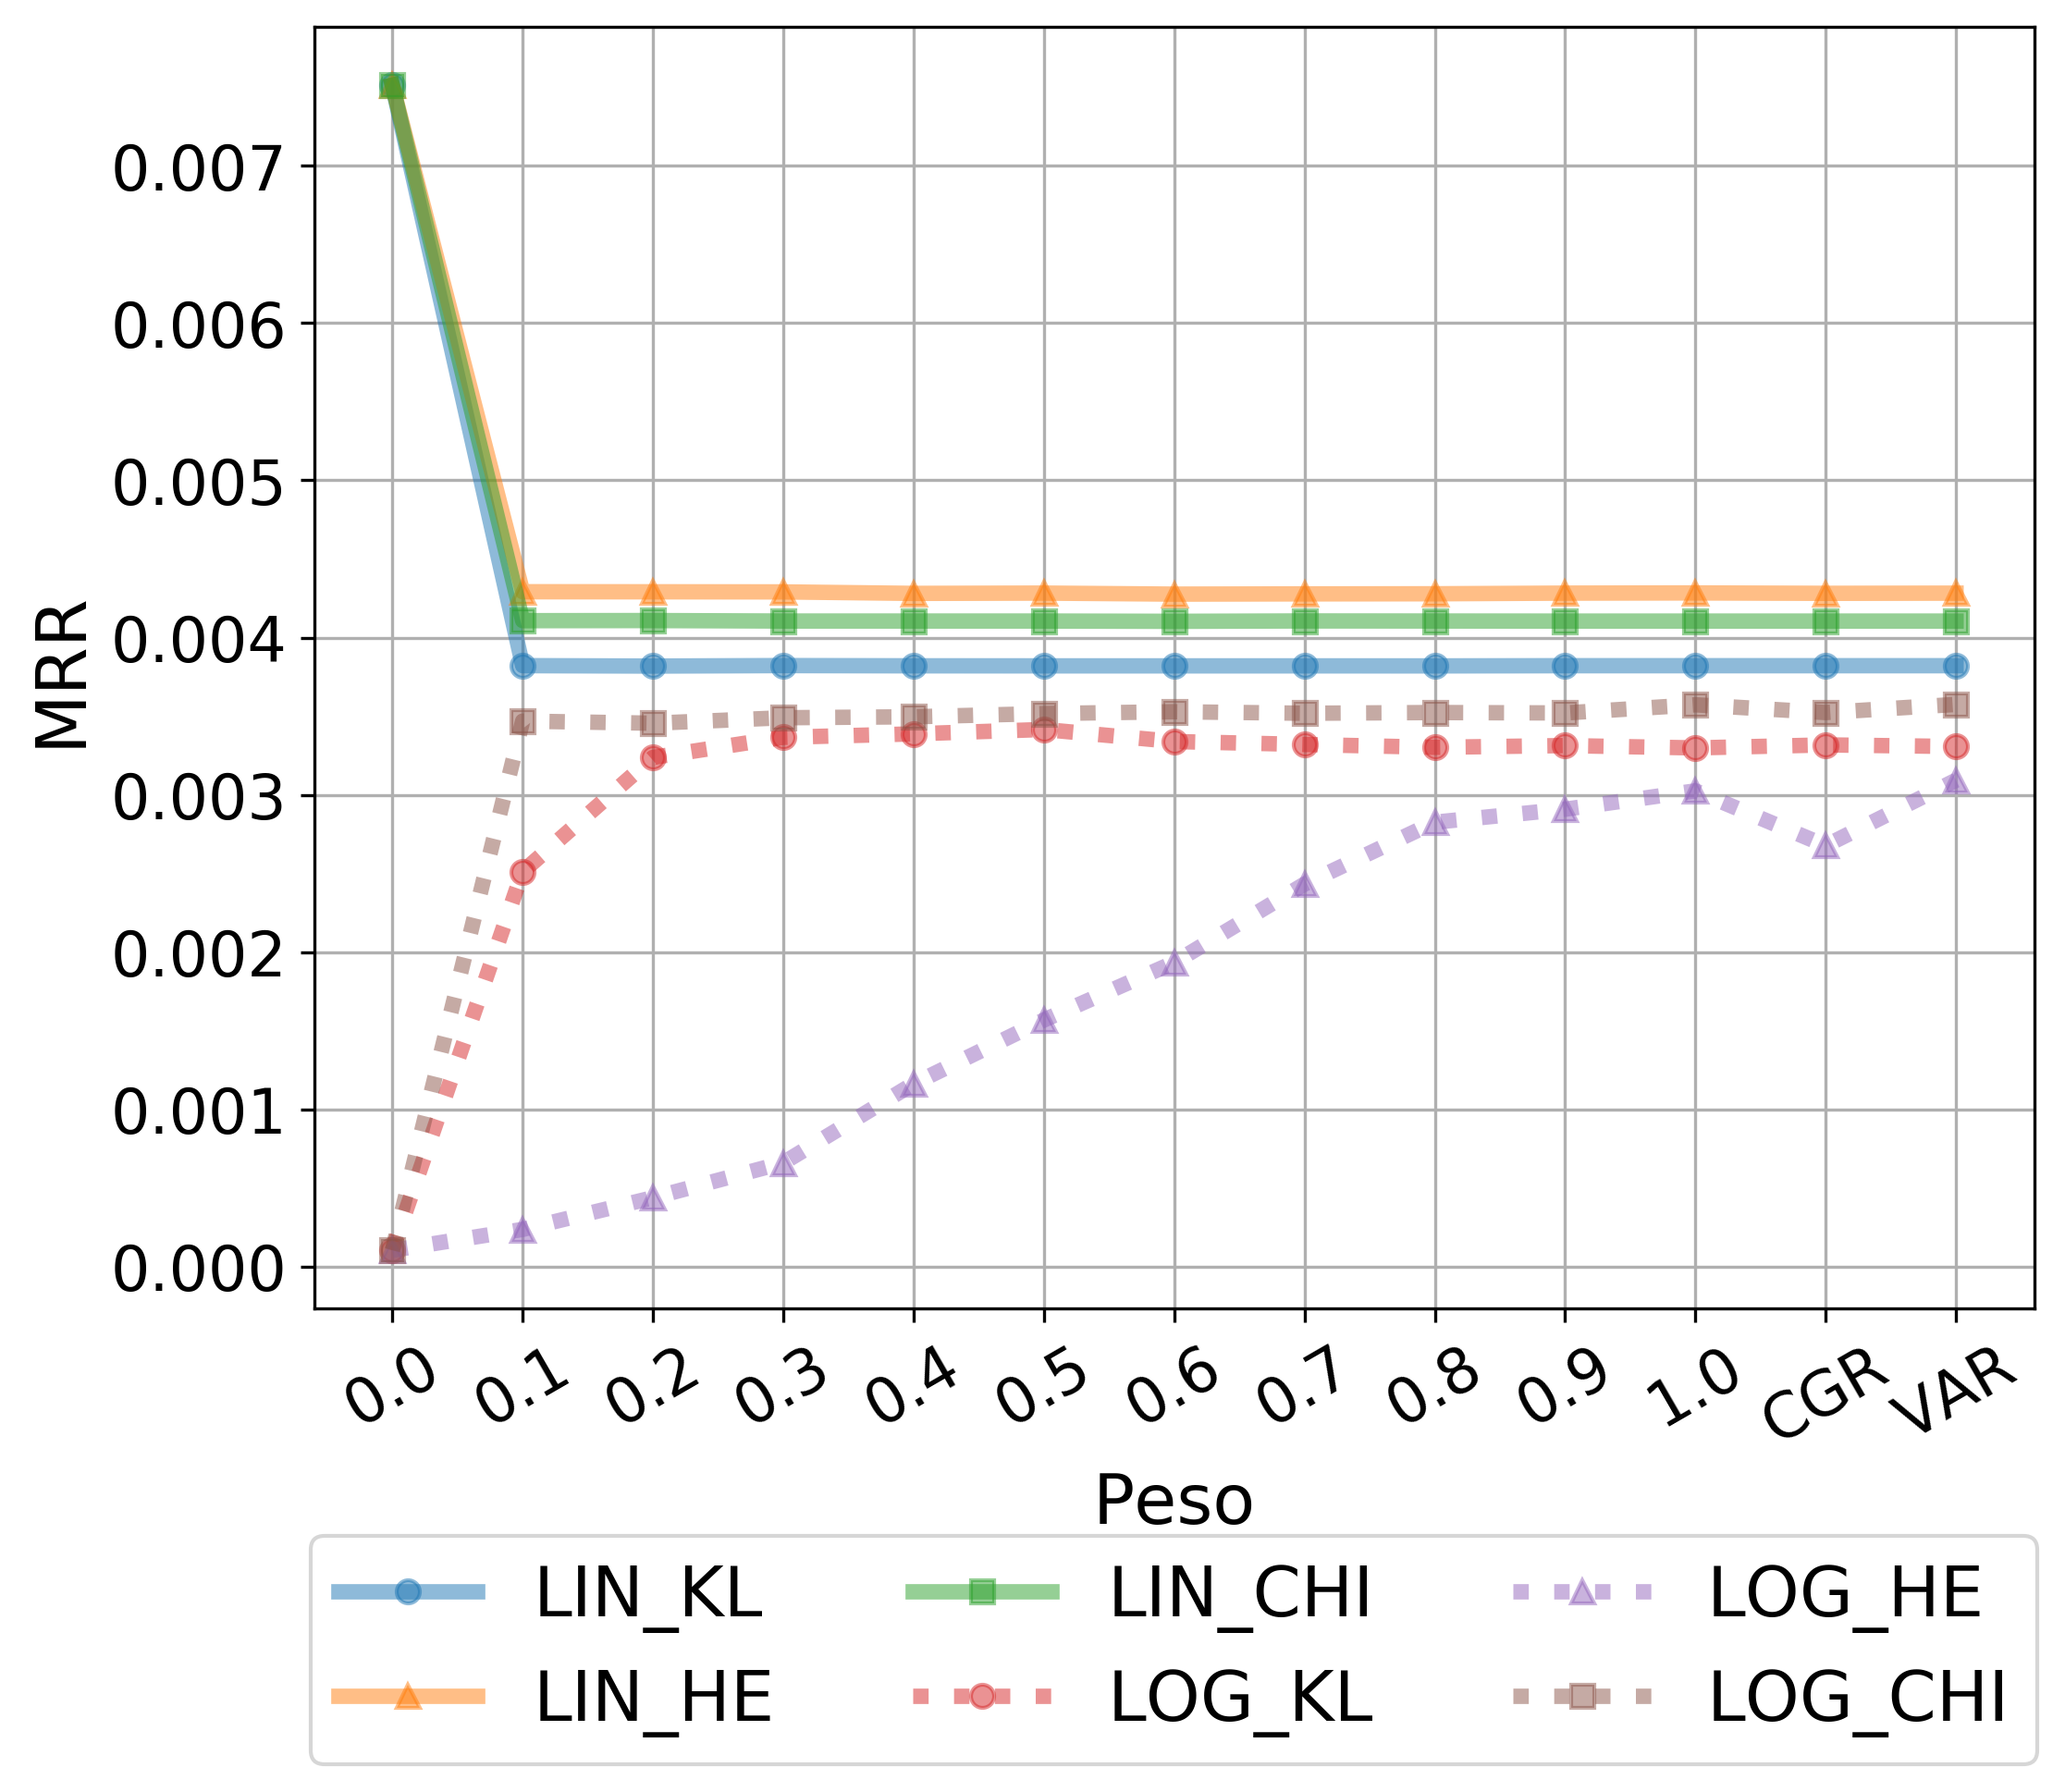 MRR
0.007
0.006
0.005
0.004
0.003
0.002
0.001
0.000
0.0 0.1 0.2 0.3 0.4 0.5 0.6 0.7 0.8 0.9 1.0 CGR VAR
Peso
LIN_KL LIN_CHI LOG_HE
LIN_HE LOG_KL LOG_CHI